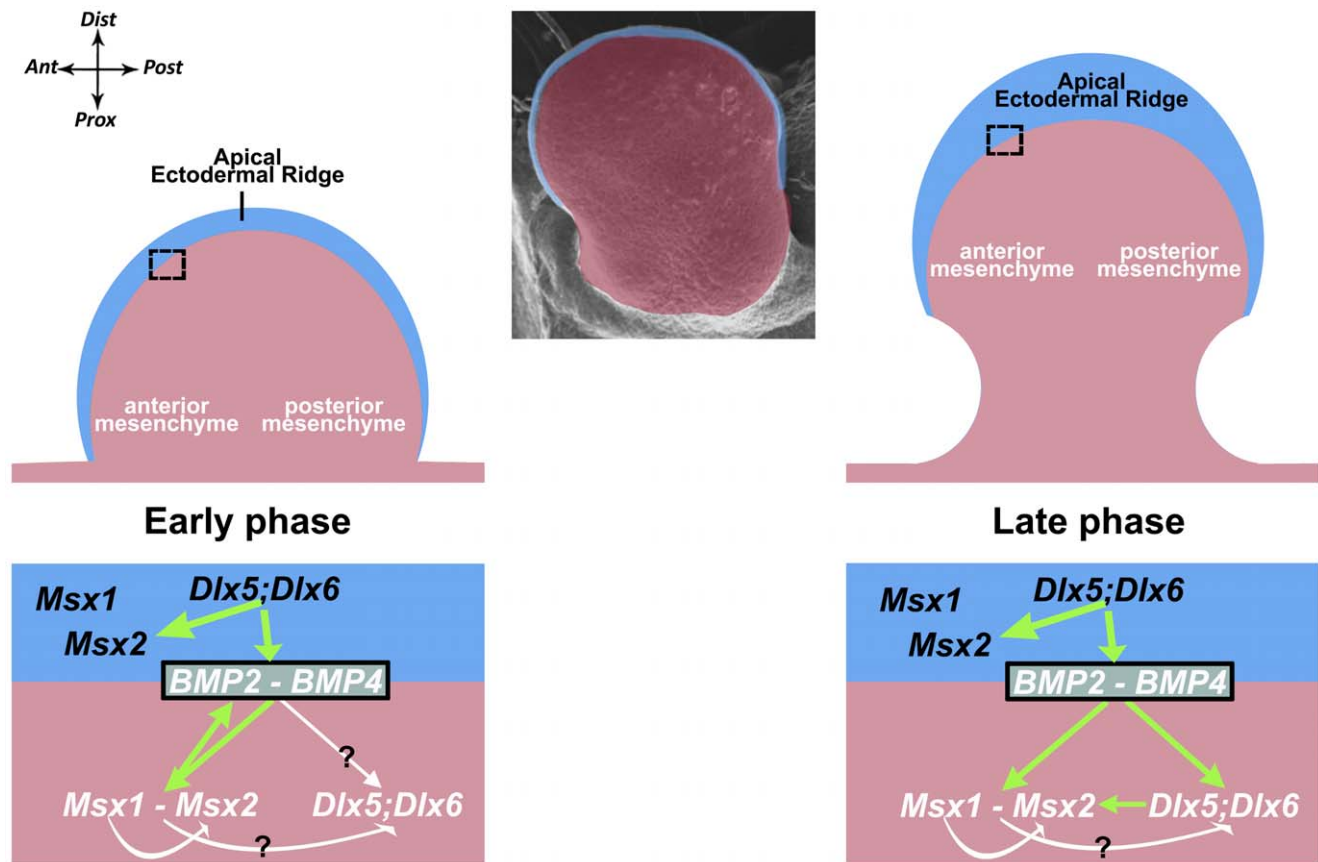 Dist
Ant
Post
Prox
Apical
Ectodermal Ridge
anterior
mesenchyme
posterior
mesenchyme
Apical
Ectodermal Ridge
anterior
mesenchyme
posterior
mesenchyme
Early phase
Late phase
Msx1
Dlx5;Dlx6
Msx2
BMP2 - BMP4
?
Msx1 - Msx2
Dlx5;Dlx6
?
Msx1
Dlx5;Dlx6
Msx2
BMP2 - BMP4
Msx1 - Msx2
Dlx5;Dlx6
?